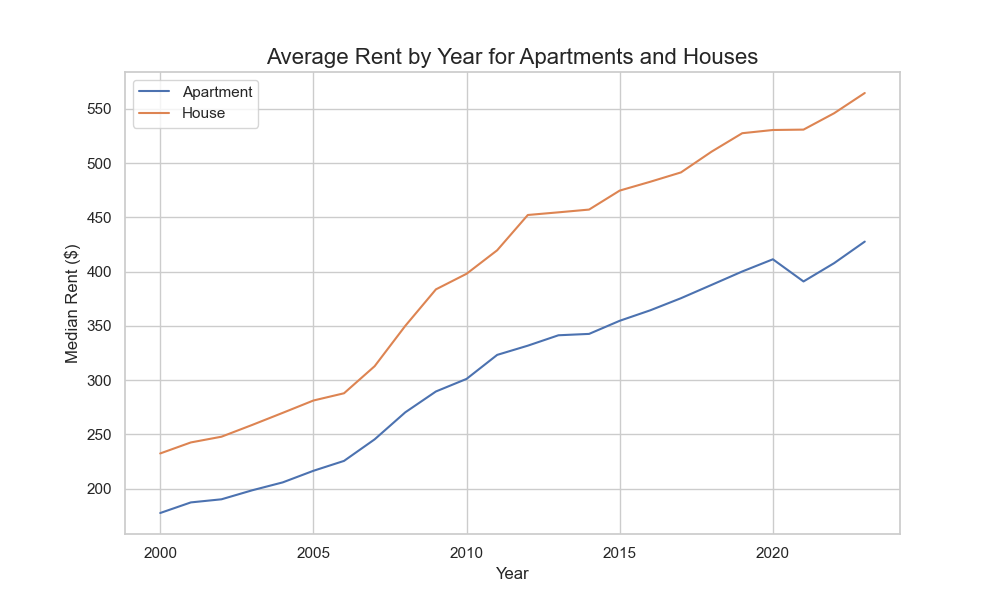 Average Rent by Year for Apartments and Houses
Apartment
House
550
500
450
400
350
300
250
200
Median Rent ($)
2000 2005 2010 2015 2020
Year